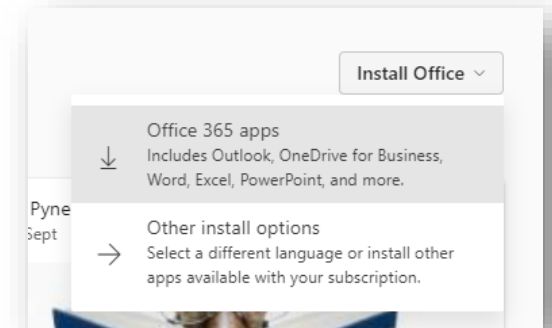 Install Office
Office 365 apps
Includes Outlook, OneDrive for Business,
Word, Excel, PowerPoint, and more.
Pyne
Sept
Other install options
Select a different language or install other
apps available with your subscription.